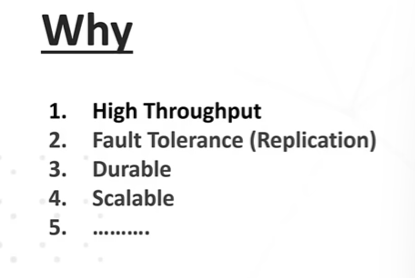 Why
1. High Throughput
2. Fault Tolerance (Replication)
3. Durable
4. Scalable
5. ..........